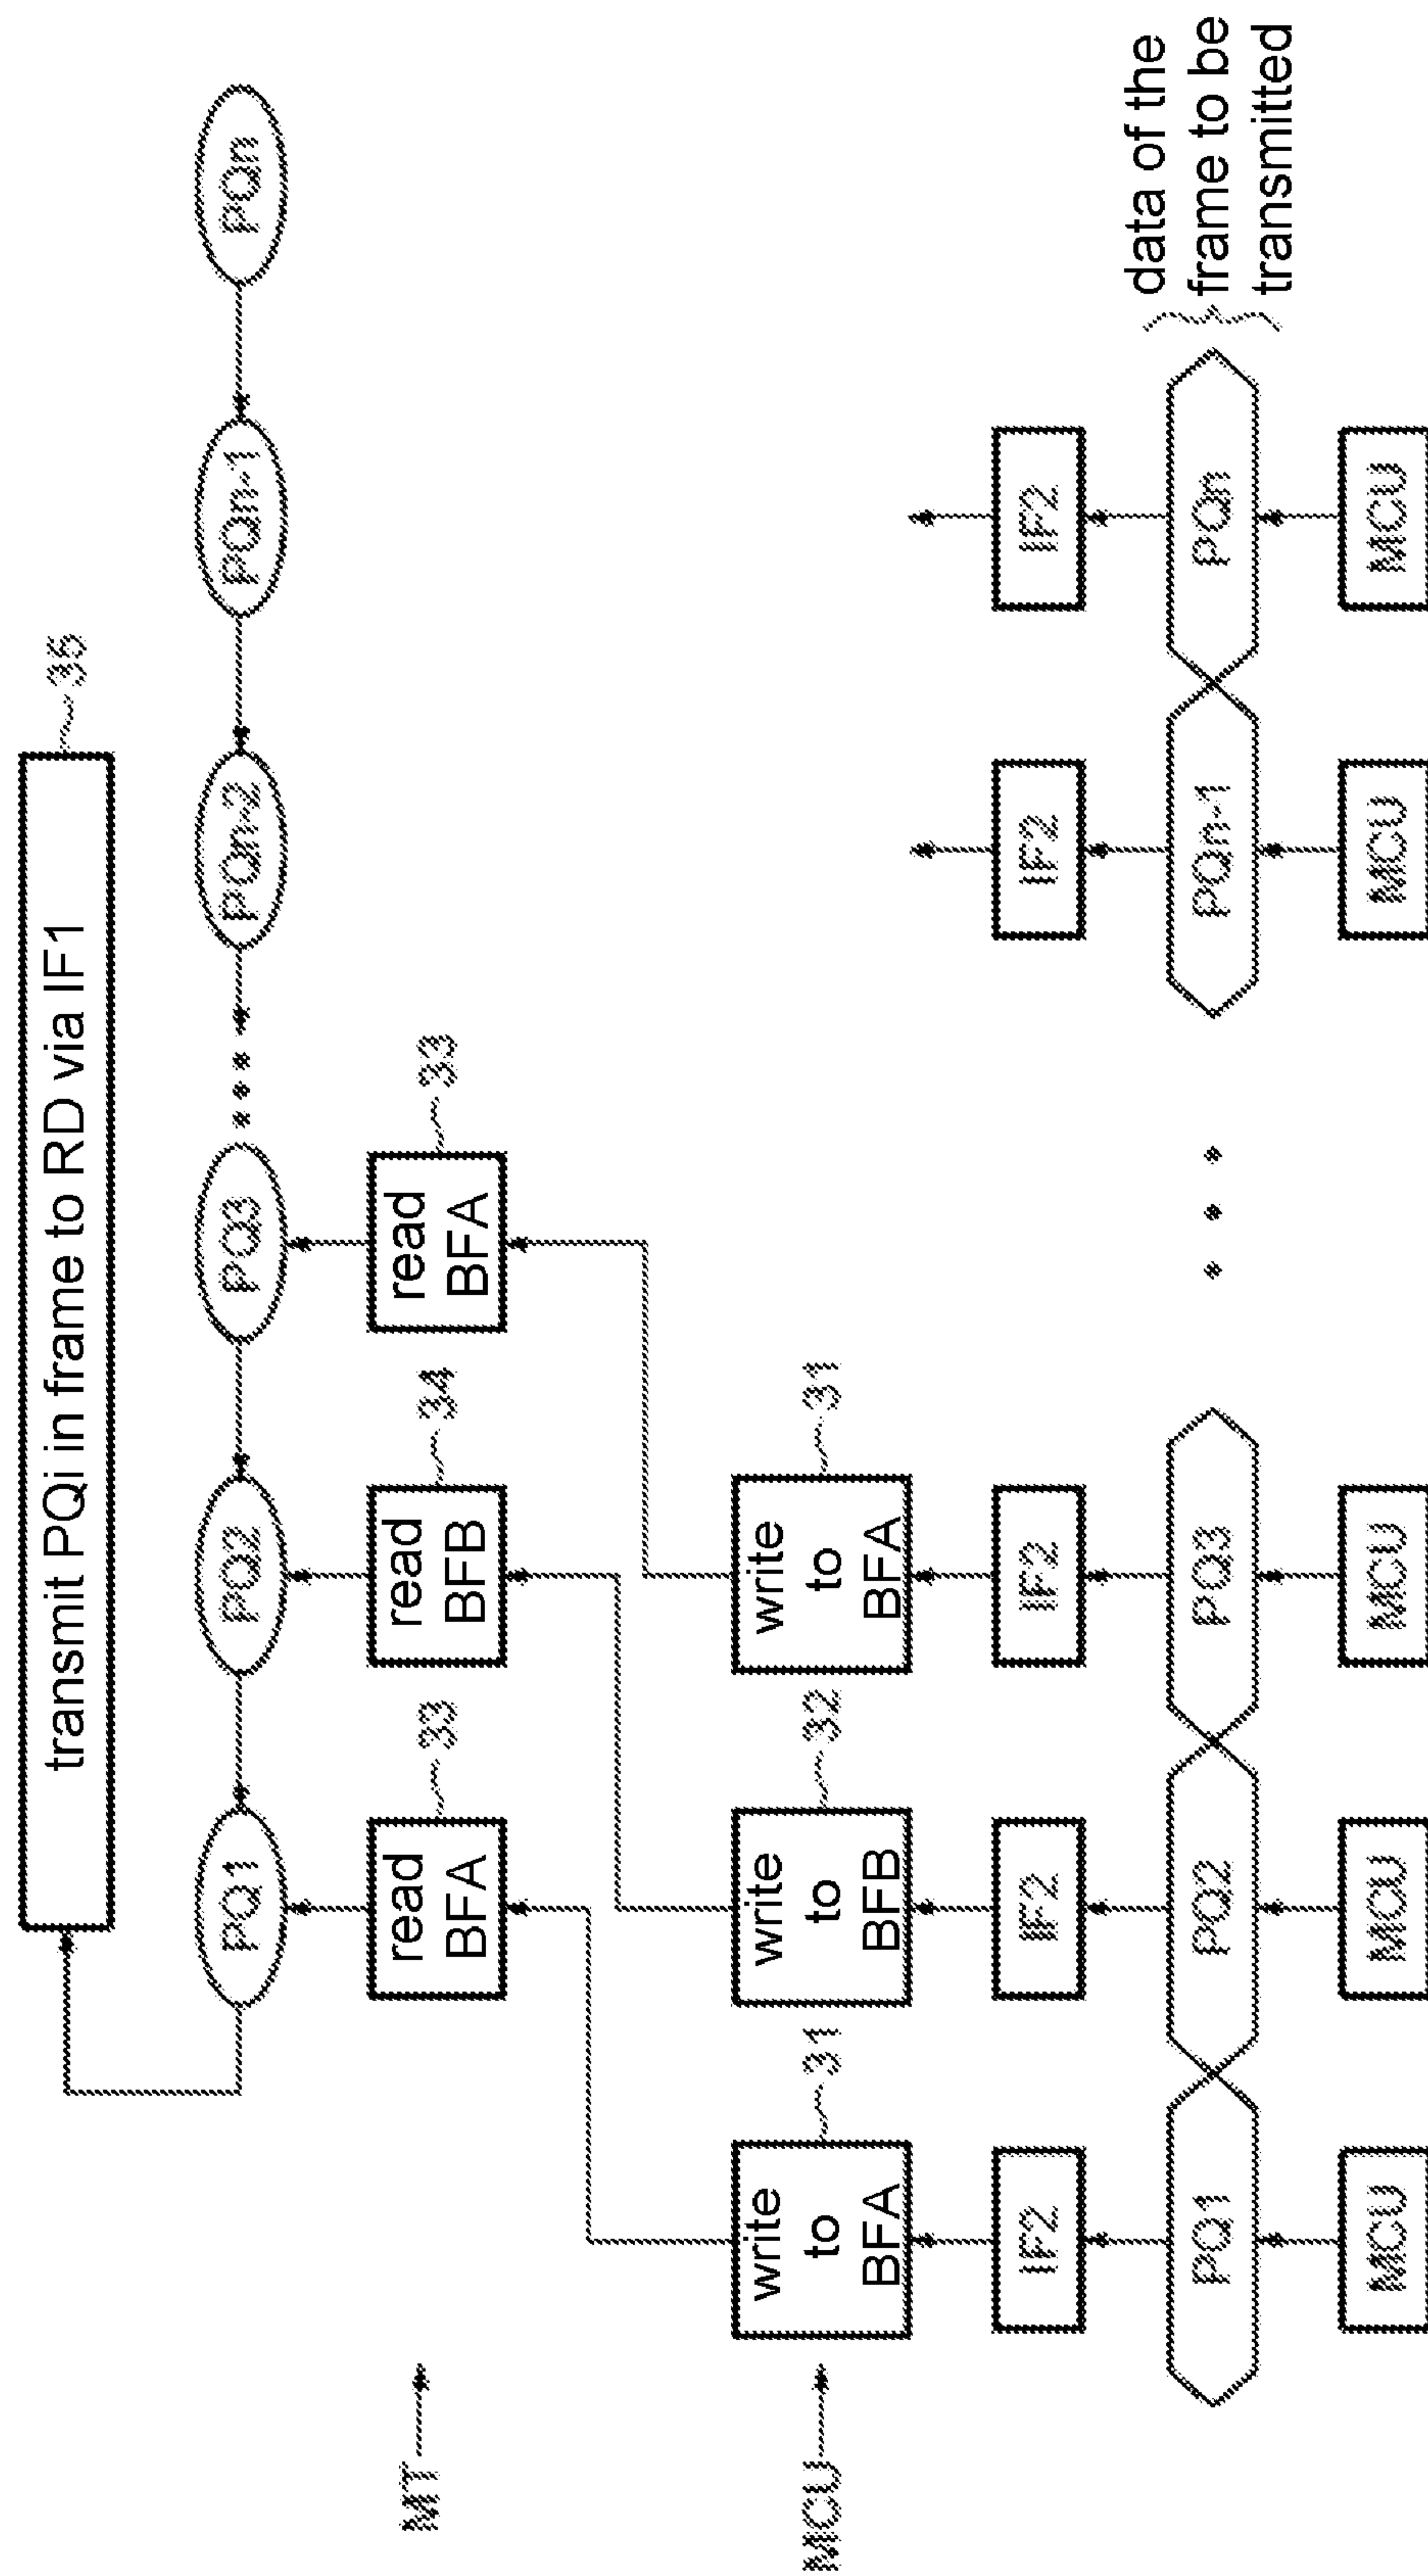 transmit PQi in frame to RD via IF1
35
PQ1
PQ2
PQ3
PQn-2
PQn-1
PQn
MT
read
BFA
33
read
BFB
34
read
BFA
33
MCU
write
to
BFA
31
write
to
BFB
32
write
to
BFA
31
IF2
IF2
IF2
IF2
IF2
PQ1
PQ2
PQ3
PQn-1
PQn
data of the
frame to be
transmitted
MCU
MCU
MCU
MCU
MCU